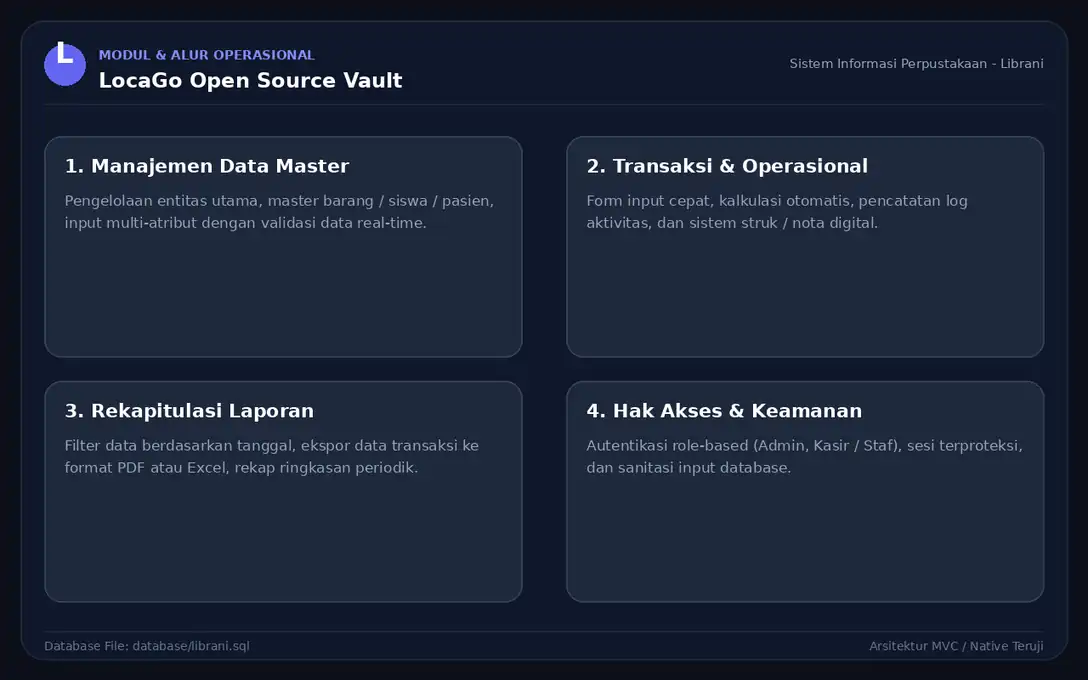 L
MODUL & ALUR OPERASIONAL
LocaGo Open Source Vault
Sistem Informasi Perpustakaan - Librani
1. Manajemen Data Master
Pengelolaan entitas utama, master barang / siswa / pasien,
input multi-atribut dengan validasi data real-time.
2. Transaksi & Operasional
Form input cepat, kalkulasi otomatis, pencatatan log
aktivitas, dan sistem struk / nota digital.
3. Rekapitulasi Laporan
Filter data berdasarkan tanggal, ekspor data transaksi ke
format PDF atau Excel, rekap ringkasan periodik.
4. Hak Akses & Keamanan
Autentikasi role-based (Admin, Kasir / Staf), sesi terproteksi,
dan sanitasi input database.
Database File: database/librani.sql
Arsitektur MVC / Native Teruji